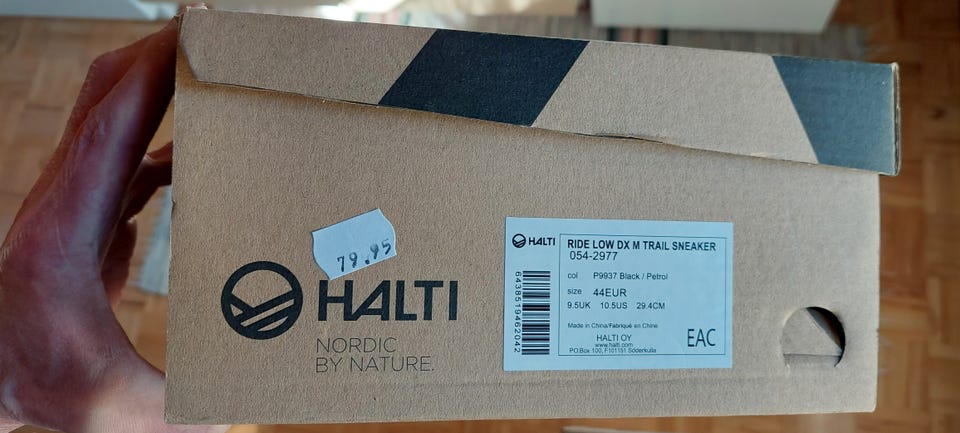 79.95
HALTI
NORDIC
BY NATURE.
HALTI
RIDE LOW DX M TRAIL SNEAKER
054-2977
col P9937 Black / Petrol
size 44EUR
9.5UK 10.5US 29.4CM
Made in China/Fabriqué en Chine
HALTI OY
www.halti.com
P.O.Box 100, F101151 Söderkulla
EAC
6438519462042